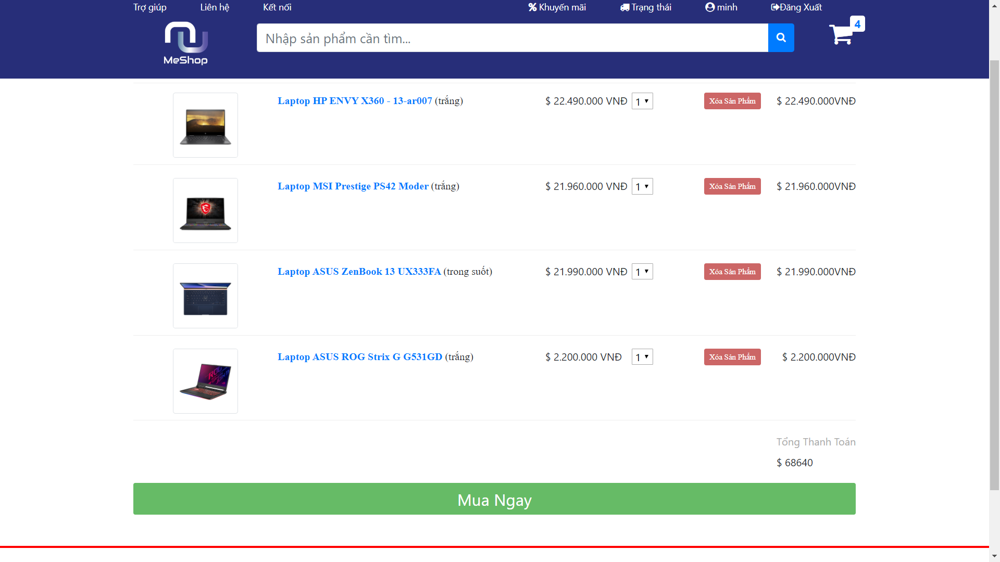 Trợ giúp Liên hệ Kết nối Khuyến mãi Trạng thái minh Đăng Xuất
MeShop
Nhập sản phẩm cần tìm...
4
Laptop HP ENVY X360 - 13-ar007 (trắng) $ 22.490.000 VNĐ 1 Xóa Sản Phẩm $ 22.490.000VNĐ
Laptop MSI Prestige PS42 Moder (trắng) $ 21.960.000 VNĐ 1 Xóa Sản Phẩm $ 21.960.000VNĐ
Laptop ASUS ZenBook 13 UX333FA (trong suốt) $ 21.990.000 VNĐ 1 Xóa Sản Phẩm $ 21.990.000VNĐ
Laptop ASUS ROG Strix G G531GD (trắng) $ 2.200.000 VNĐ 1 Xóa Sản Phẩm $ 2.200.000VNĐ
Tổng Thanh Toán
$ 68640
Mua Ngay